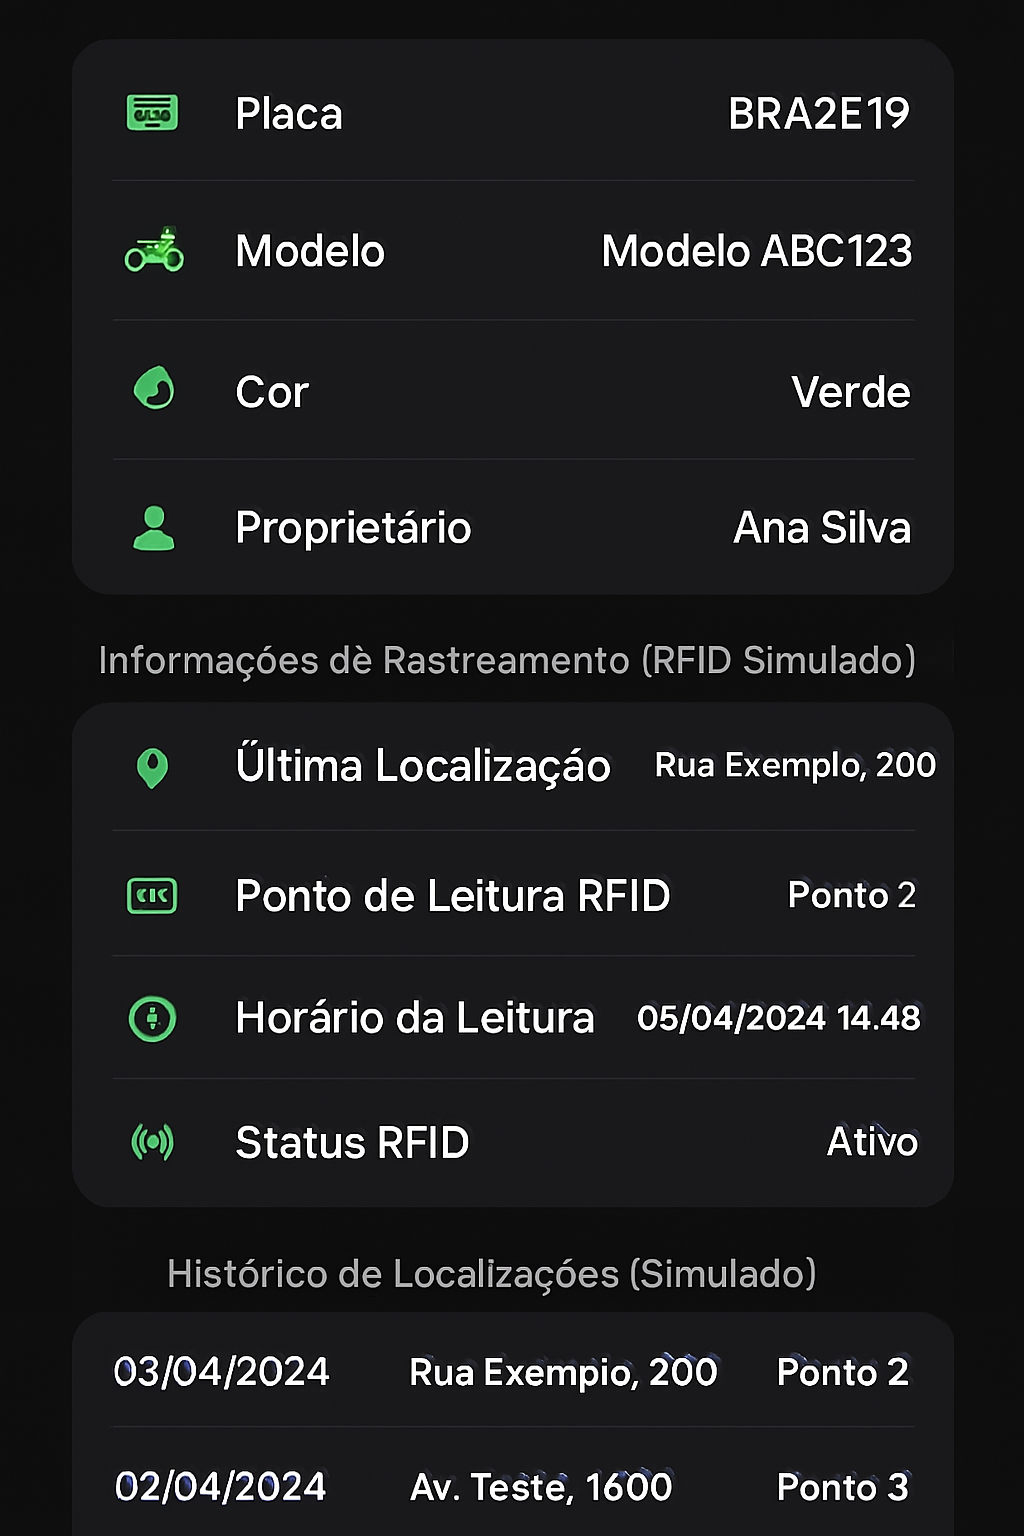 Placa BRA2E19
Modelo Modelo ABC123
Cor Verde
Proprietário Ana Silva
Informaçóes dè Rastreamento (RFID Simulado)
Űltima Localizaçáo Rua Exemplo, 200
Ponto de Leitura RFID Ponto 2
Horário da Leitura 05/04/2024 14.48
Status RFID Ativo
Histórico de Localizaçóes (Simulado)
03/04/2024 Rua Exempio, 200 Ponto 2
02/04/2024 Av. Teste, 1600 Ponto 3